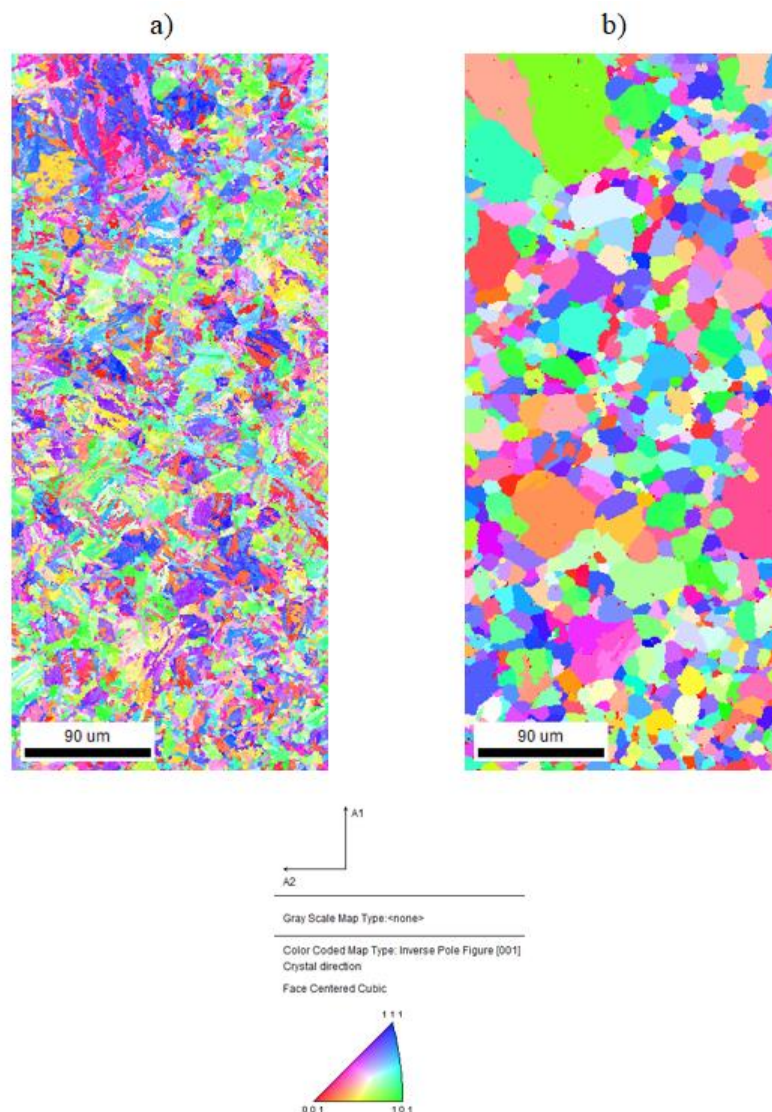 a)
b)
90 um
90 um
A1
A2
Gray Scale Map Type:<none>
Color Coded Map Type: Inverse Pole Figure [001]
Crystal direction
Face Centered Cubic
1 1 1
0 0 1
1 0 1